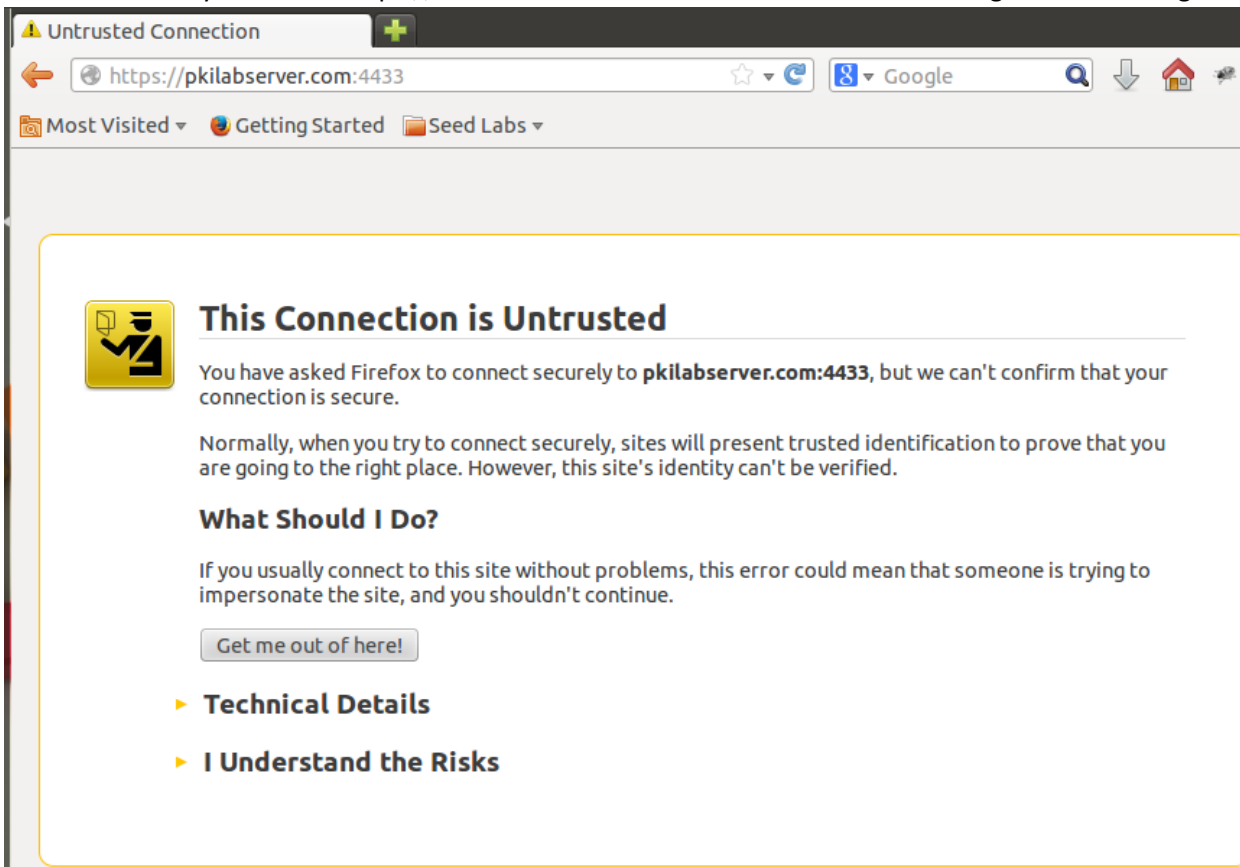 Untrusted Connection
https://pkilabserver.com:4433
Google
Most Visited
Getting Started
Seed Labs
This Connection is Untrusted
You have asked Firefox to connect securely to pkilabserver.com:4433, but we can't confirm that your
connection is secure.
Normally, when you try to connect securely, sites will present trusted identification to prove that you
are going to the right place. However, this site's identity can't be verified.
What Should I Do?
If you usually connect to this site without problems, this error could mean that someone is trying to
impersonate the site, and you shouldn't continue.
Get me out of here!
Technical Details
I Understand the Risks